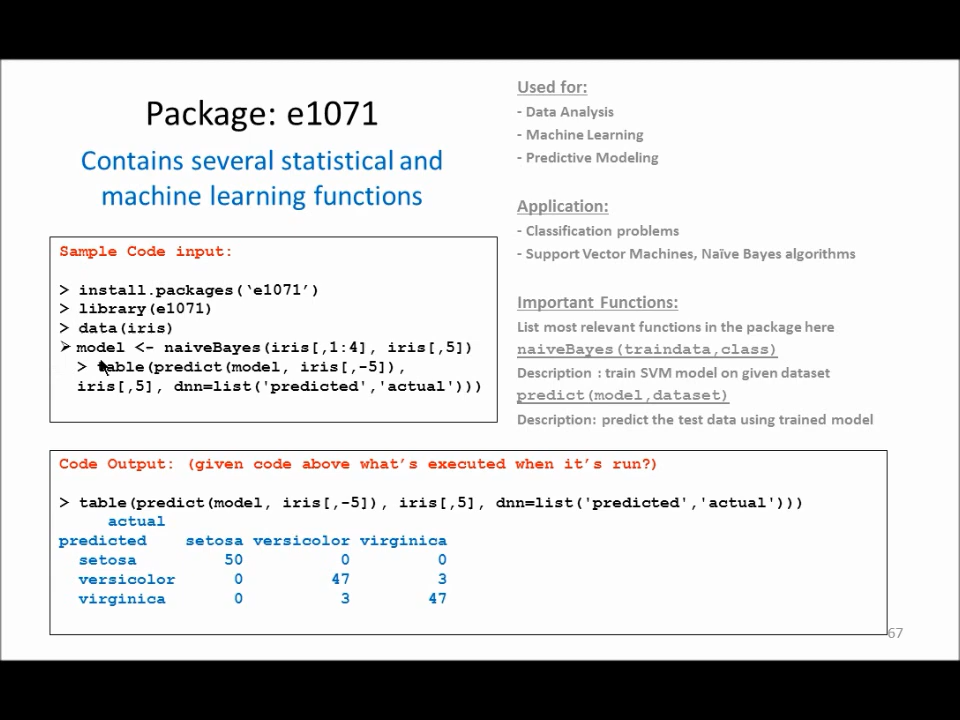 Package: e1071
Contains several statistical and
machine learning functions
Sample Code input:
> install.packages(‘e1071’)
> library(e1071)
> data(iris)
➢ model <- naiveBayes(iris[,1:4], iris[,5])
> table(predict(model, iris[,-5]),
iris[,5], dnn=list('predicted','actual')))
Used for:
- Data Analysis
- Machine Learning
- Predictive Modeling
Application:
- Classification problems
- Support Vector Machines, Naïve Bayes algorithms
Important Functions:
List most relevant functions in the package here
naiveBayes(traindata,class)
Description : train SVM model on given dataset
predict(model,dataset)
Description: predict the test data using trained model
Code Output: (given code above what’s executed when it’s run?)
> table(predict(model, iris[,-5]), iris[,5], dnn=list('predicted','actual')))
actual
predicted setosa versicolor virginica
setosa 50 0 0
versicolor 0 47 3
virginica 0 3 47
67